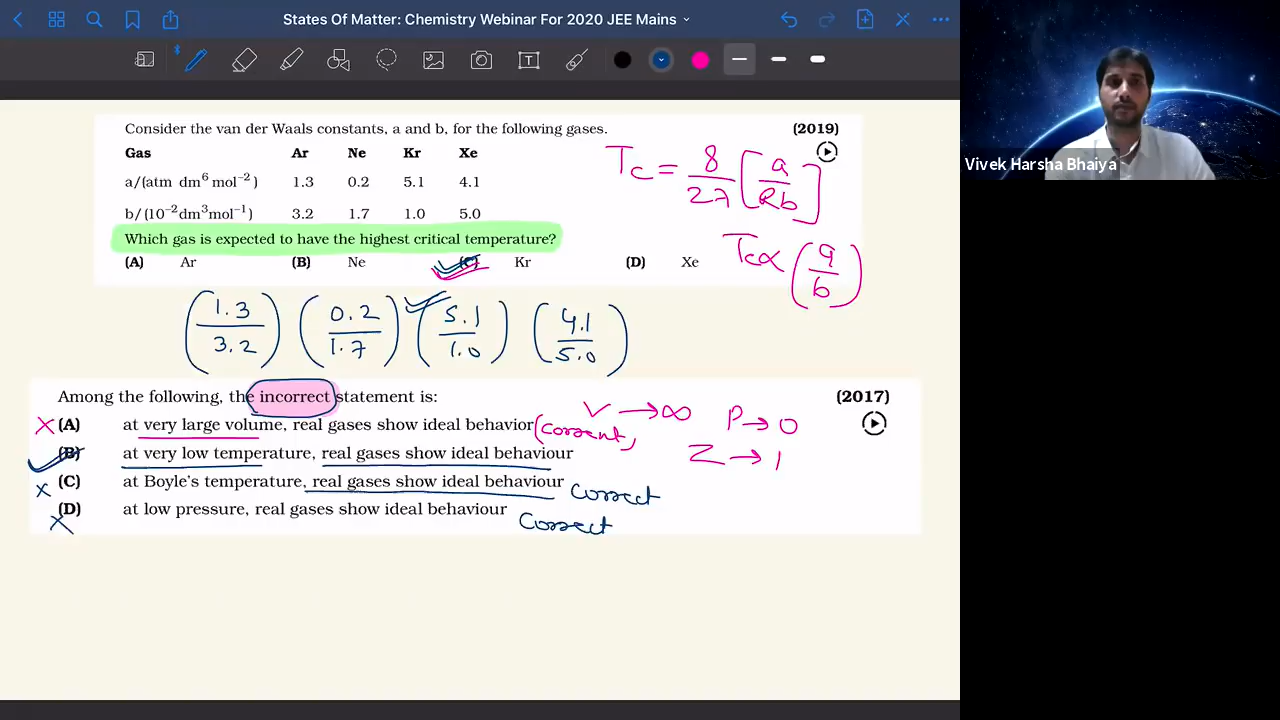 States Of Matter: Chemistry Webinar For 2020 JEE Mains
Vivek Harsha Bhaiya
Consider the van der Waals constants, a and b, for the following gases. (2019)
Gas Ar Ne Kr Xe
a/(atm dm⁶ mol⁻²) 1.3 0.2 5.1 4.1
b/(10⁻²dm³mol⁻¹) 3.2 1.7 1.0 5.0
Which gas is expected to have the highest critical temperature?
(A) Ar (B) Ne (C) Kr (D) Xe
Tc = 8/27 [a/Rb]
Tc ∝ (a/b)
(1.3/3.2) (0.2/1.7) (5.1/1.0) (4.1/5.0)
Among the following, the incorrect statement is: (2017)
(A) at very large volume, real gases show ideal behavior
V → ∞ P → 0
Z → 1
(B) at very low temperature, real gases show ideal behaviour
(C) at Boyle's temperature, real gases show ideal behaviour correct
(D) at low pressure, real gases show ideal behaviour correct